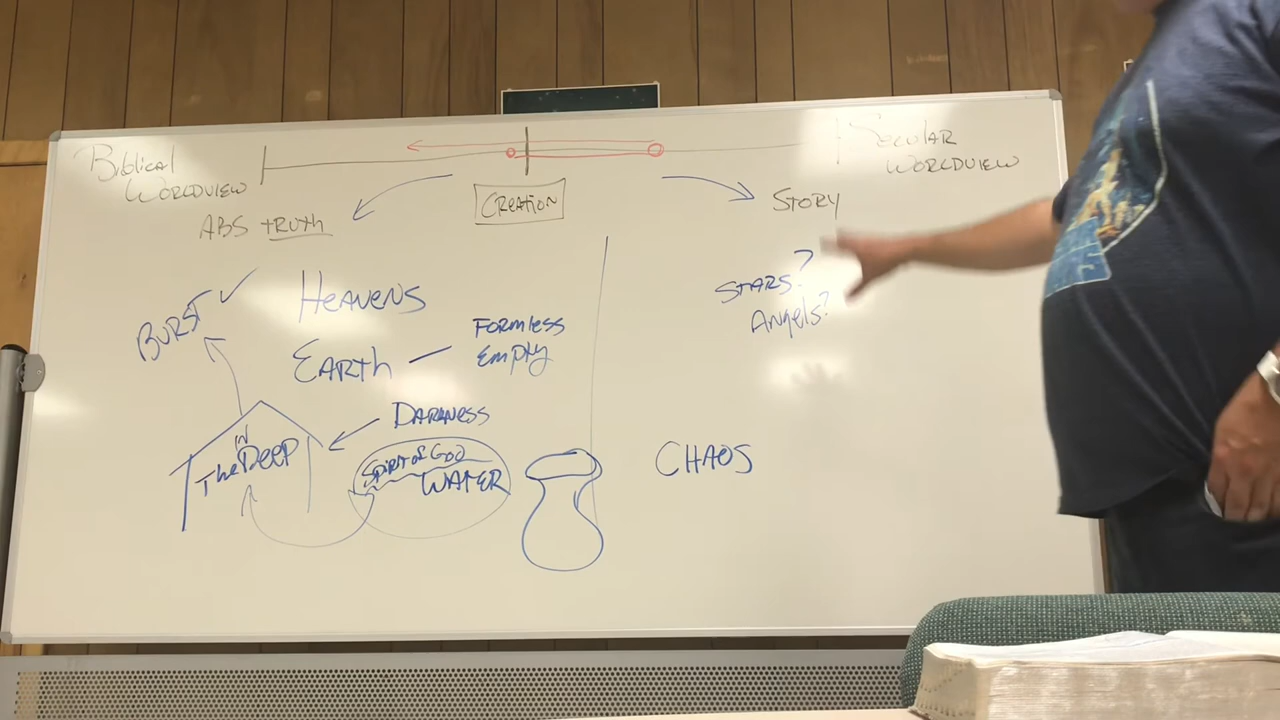 Biblical
Worldview
Secular
Worldview
Creation
Abs truth
Story
Burst
Heavens
Stars?
Angels?
Earth
Formless
Empty
Darkness
in
The Deep
Spirit of God
Water
Chaos